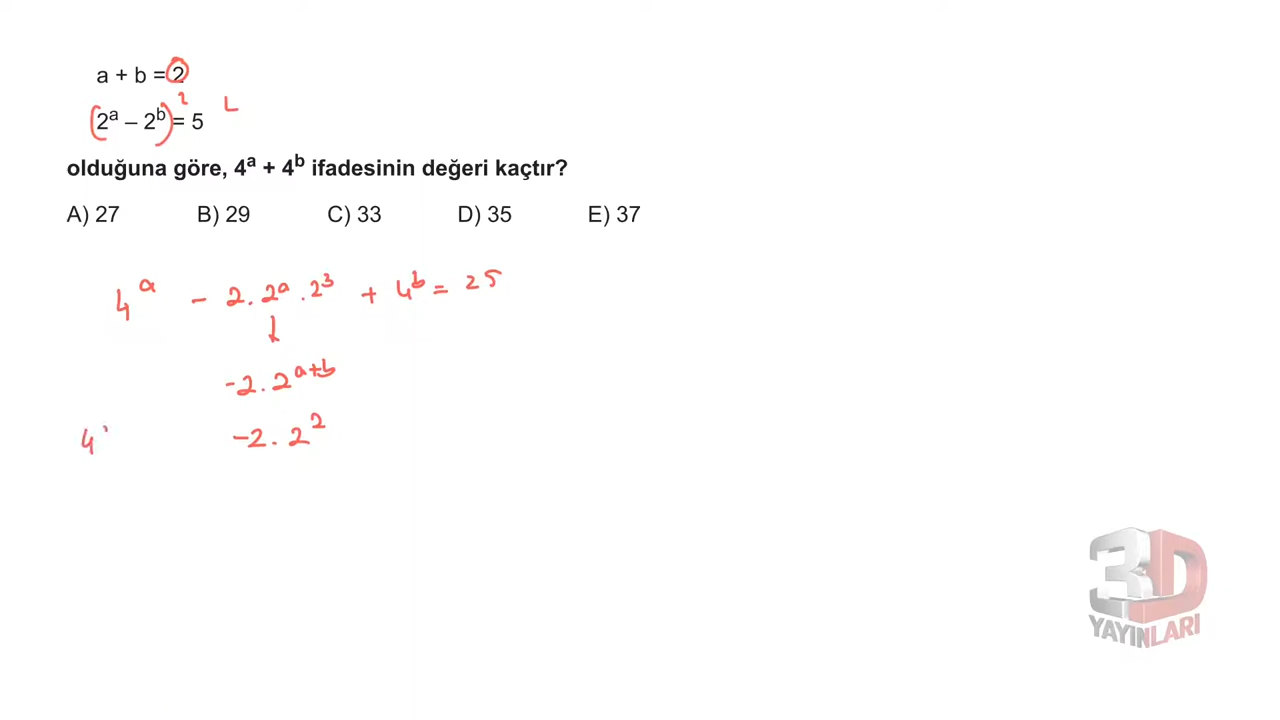 a + b = 2
(2ᵃ – 2ᵇ)² = 5
olduğuna göre, 4ᵃ + 4ᵇ ifadesinin değeri kaçtır?
A) 27 B) 29 C) 33 D) 35 E) 37
4ᵃ - 2 . 2ᵃ . 2³ + 4ᵇ = 25
-2 . 2ᵃ⁺ᵇ
4 -2 . 2²
3D
YAYINLARI